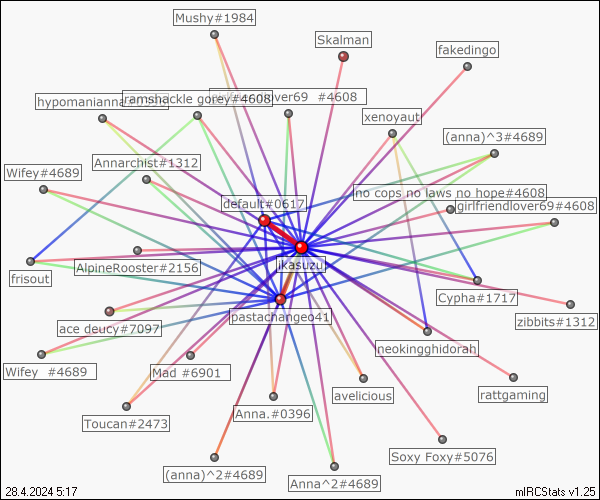 Mushy#1984
Skalman
fakedingo
lover69 #4608
hypomanianna
ramshackle gorey#4608
xenoyaut
(anna)^3#4689
Annarchist#1312
Wifey#4689
no cops no laws no hope#4608
default#0617
girlfriendlover69#4608
jkasuzu
AlpineRooster#2156
frisout
Cypha#1717
pastachangeo41
zibbits#1312
ace deucy#7097
neokingghidorah
Wifey #4689
Mad #6901
rattgaming
avelicious
Anna.#0396
Toucan#2473
Soxy Foxy#5076
(anna)^2#4689
Anna^2#4689
28.4.2024 5:17
mIRCStats v1.25